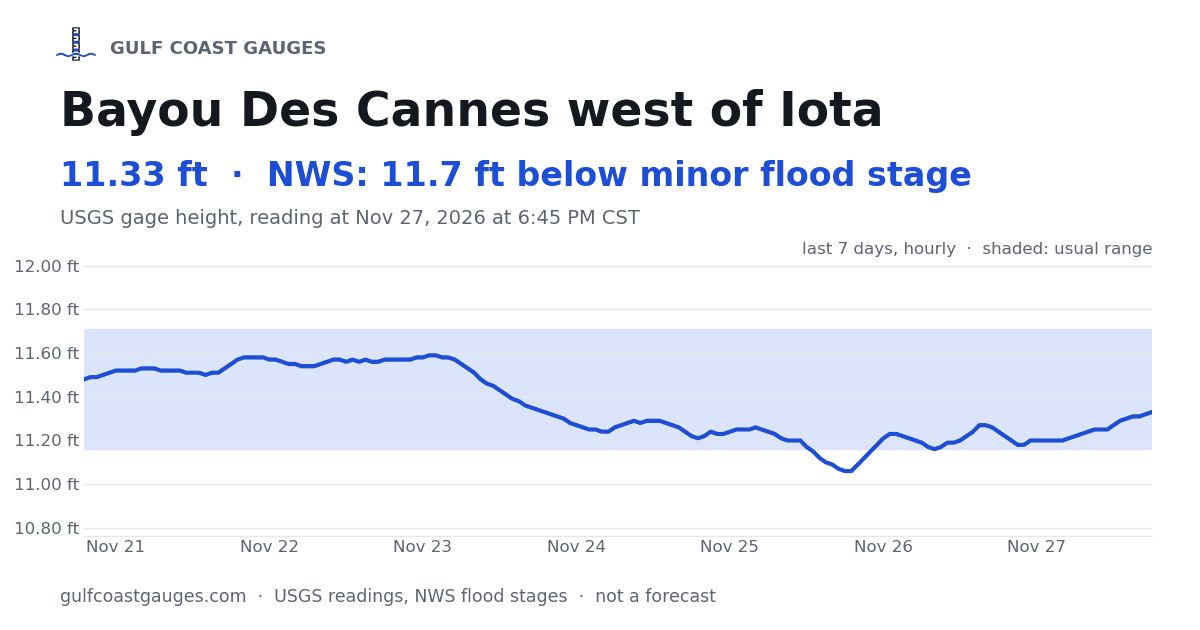 GULF COAST GAUGES
Bayou Des Cannes west of Iota
11.33 ft · NWS: 11.7 ft below minor flood stage
USGS gage height, reading at Nov 27, 2026 at 6:45 PM CST
last 7 days, hourly · shaded: usual range
12.00 ft
11.80 ft
11.60 ft
11.40 ft
11.20 ft
11.00 ft
10.80 ft
Nov 21 Nov 22 Nov 23 Nov 24 Nov 25 Nov 26 Nov 27
gulfcoastgauges.com · USGS readings, NWS flood stages · not a forecast